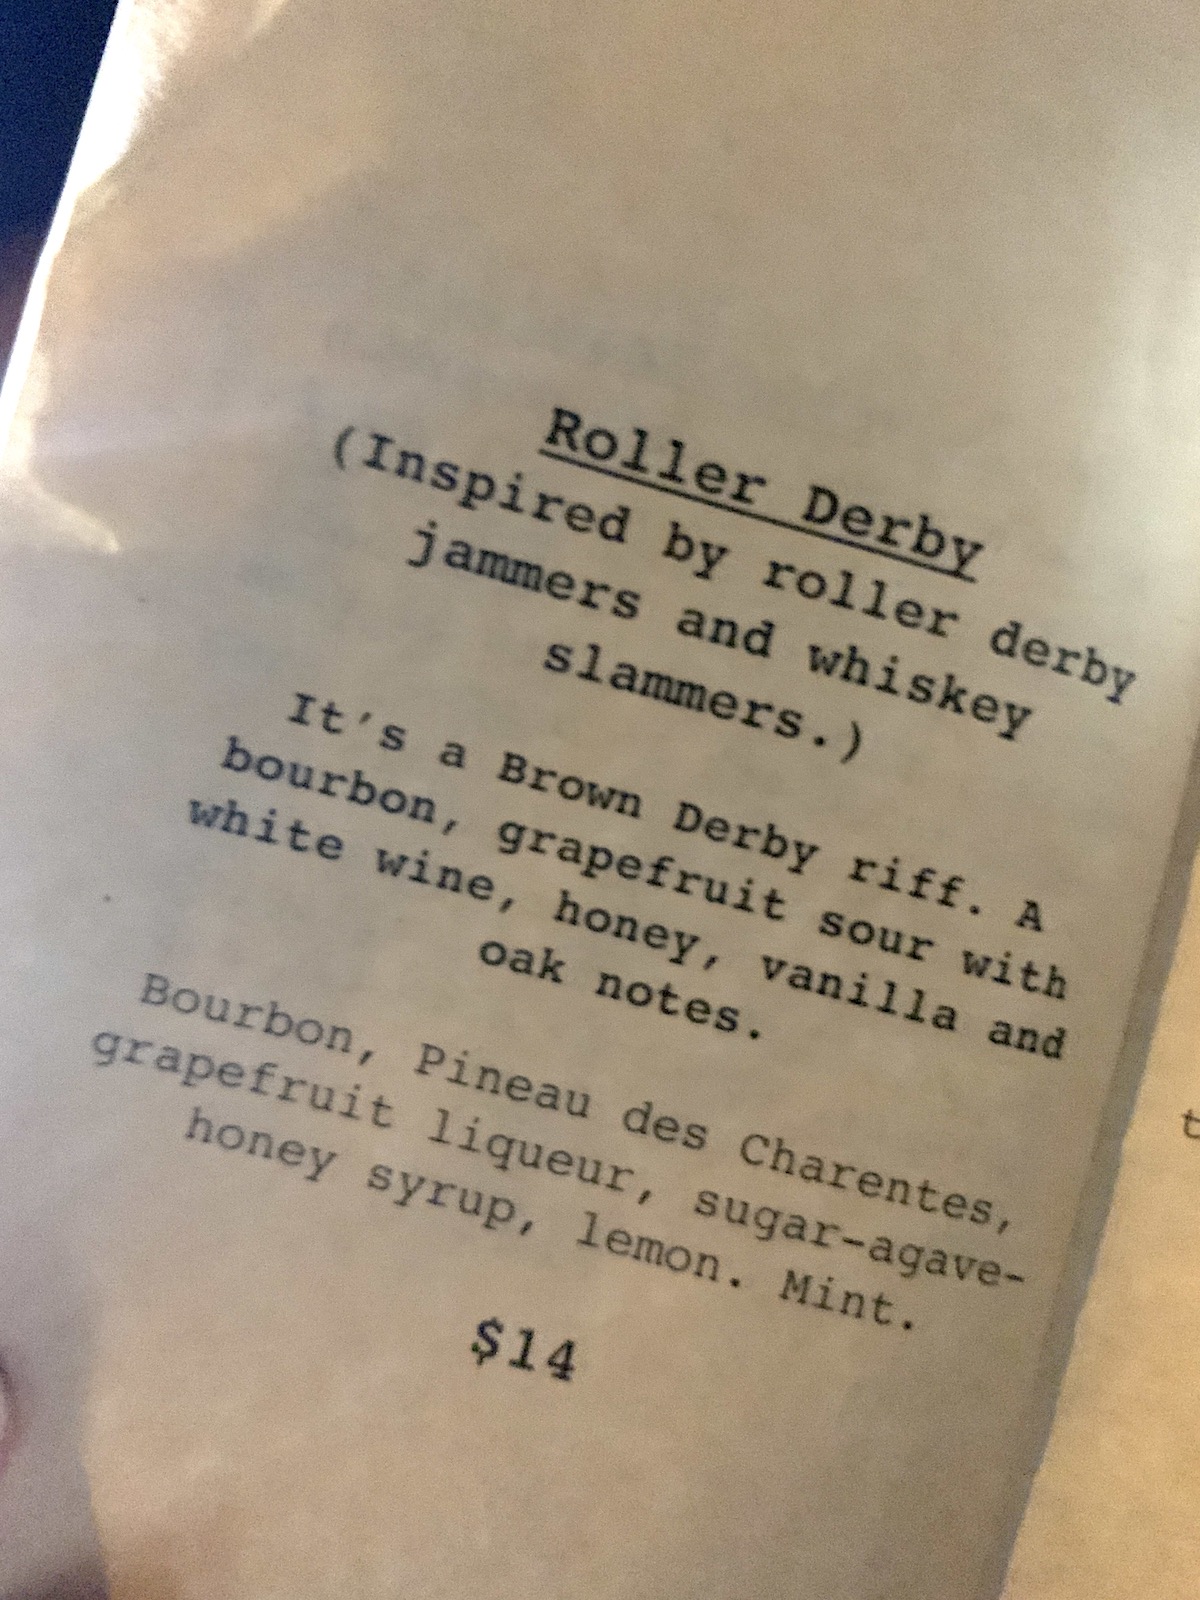 Roller Derby
(Inspired by roller derby
jammers and whiskey
slammers.)
It's a Brown Derby riff. A
bourbon, grapefruit sour with
white wine, honey, vanilla and
oak notes.
Bourbon, Pineau des Charentes,
grapefruit liqueur, sugar-agave-
honey syrup, lemon. Mint.
$14
t